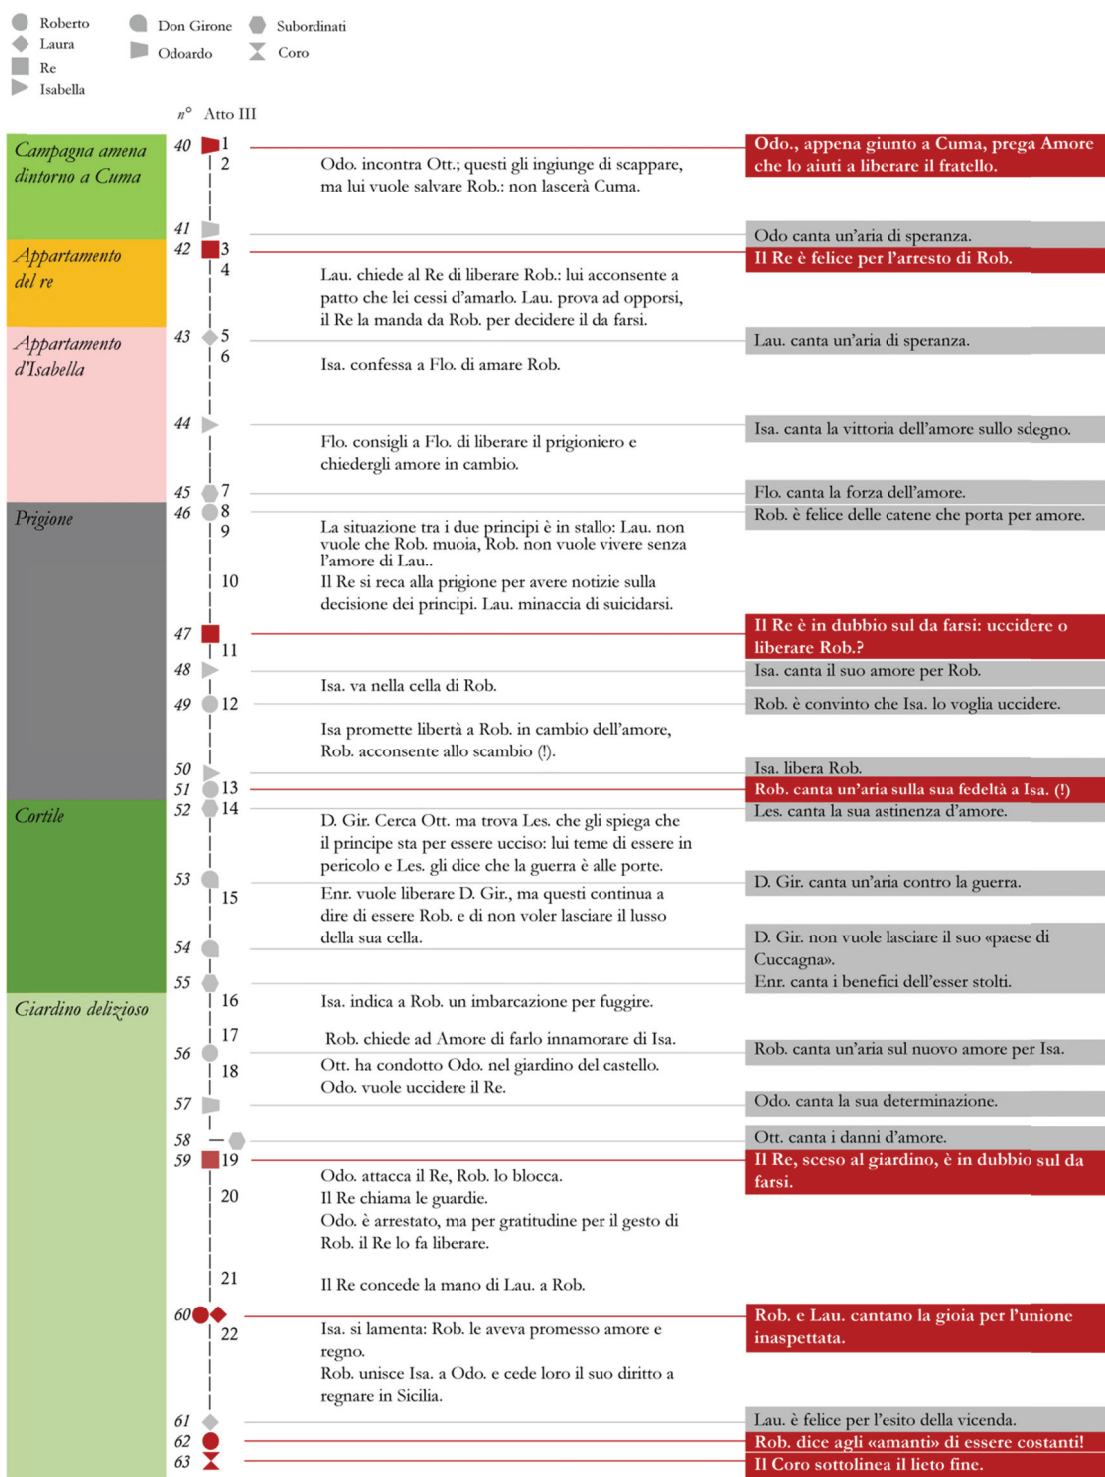 Roberto
Laura
Re
Isabella
Don Girone
Odoardo
Subordinati
Coro
n° Atto III
Campagna amena
dintorno a Cuma
40 1
2
Odo., appena giunto a Cuma, prega Amore
che lo aiuti a liberare il fratello.
Odo. incontra Ott.; questi gli ingiunge di scappare,
ma lui vuole salvare Rob.: non lascerà Cuma.
41
Odo canta un'aria di speranza.
Appartamento
del re
42 3
4
Il Re è felice per l'arresto di Rob.
Lau. chiede al Re di liberare Rob.: lui acconsente a
patto che lei cessi d'amarlo. Lau. prova ad opporsi,
il Re la manda da Rob. per decidere il da farsi.
Appartamento
d'Isabella
43 5
6
Lau. canta un'aria di speranza.
Isa. confessa a Flo. di amare Rob.
44
Isa. canta la vittoria dell'amore sullo sdegno.
Flo. consigli a Flo. di liberare il prigioniero e
chiedergli amore in cambio.
45 7
Flo. canta la forza dell'amore.
Prigione
46 8
9
Rob. è felice delle catene che porta per amore.
La situazione tra i due principi è in stallo: Lau. non
vuole che Rob. muoia, Rob. non vuole vivere senza
l'amore di Lau..
10
Il Re si reca alla prigione per avere notizie sulla
decisione dei principi. Lau. minaccia di suicidarsi.
47
11
Il Re è in dubbio sul da farsi: uccidere o
liberare Rob.?
48
Isa. canta il suo amore per Rob.
Isa. va nella cella di Rob.
49 12
Rob. è convinto che Isa. lo voglia uccidere.
Isa promette libertà a Rob. in cambio dell'amore,
Rob. acconsente allo scambio (!).
50
Isa. libera Rob.
51 13
Rob. canta un'aria sulla sua fedeltà a Isa. (!)
Cortile
52 14
Les. canta la sua astinenza d'amore.
D. Gir. Cerca Ott. ma trova Les. che gli spiega che
il principe sta per essere ucciso: lui teme di essere in
pericolo e Les. gli dice che la guerra è alle porte.
53
15
D. Gir. canta un'aria contro la guerra.
Enr. vuole liberare D. Gir., ma questi continua a
dire di essere Rob. e di non voler lasciare il lusso
della sua cella.
54
D. Gir. non vuole lasciare il suo «paese di
Cuccagna».
55
Enr. canta i benefici dell'esser stolti.
Giardino delizioso
16
Isa. indica a Rob. un imbarcazione per fuggire.
17
Rob. chiede ad Amore di farlo innamorare di Isa.
56
18
Rob. canta un'aria sul nuovo amore per Isa.
Ott. ha condotto Odo. nel giardino del castello.
Odo. vuole uccidere il Re.
57
Odo. canta la sua determinazione.
58
Ott. canta i danni d'amore.
59 19
Il Re, sceso al giardino, è in dubbio sul da
farsi.
20
Odo. attacca il Re, Rob. lo blocca.
Il Re chiama le guardie.
Odo. è arrestato, ma per gratitudine per il gesto di
Rob. il Re lo fa liberare.
21
Il Re concede la mano di Lau. a Rob.
60
22
Rob. e Lau. cantano la gioia per l'unione
inaspettata.
Isa. si lamenta: Rob. le aveva promesso amore e
regno.
Rob. unisce Isa. a Odo. e cede loro il suo diritto a
regnare in Sicilia.
61
Lau. è felice per l'esito della vicenda.
62
Rob. dice agli «amanti» di essere costanti!
63
Il Coro sottolinea il lieto fine.